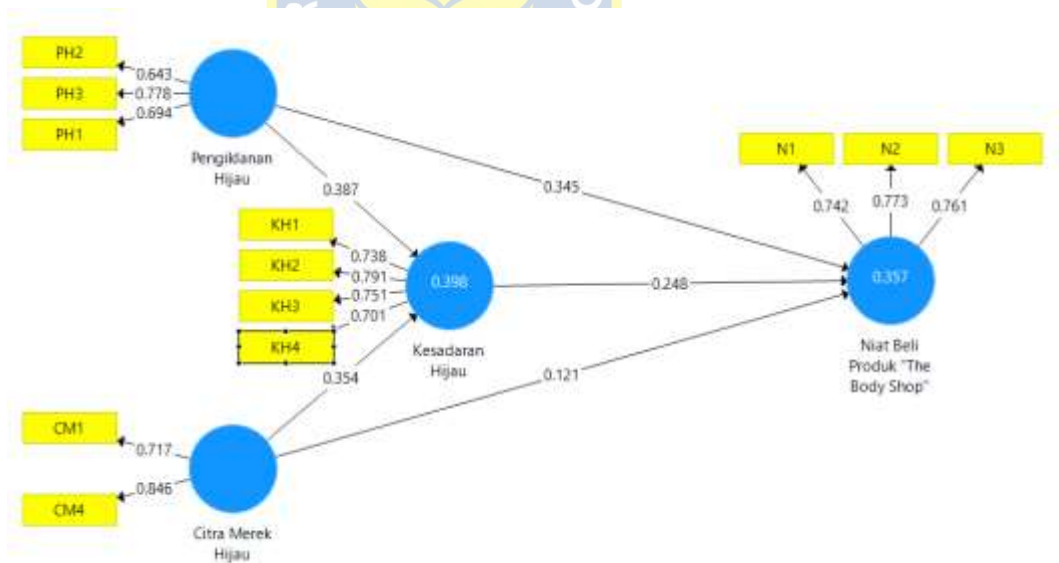 PH2
PH3
PH1
0.643
0.778
0.694
Pengiklanan
Hijau
0.387
0.345
KH1
KH2
KH3
KH4
0.738
0.791
0.751
0.701
0.398
Kesadaran
Hijau
0.248
0.354
0.121
CM1
CM4
0.717
0.846
Citra Merek
Hijau
N1
N2
N3
0.742
0.773
0.761
0.357
Niat Beli
Produk "The
Body Shop"